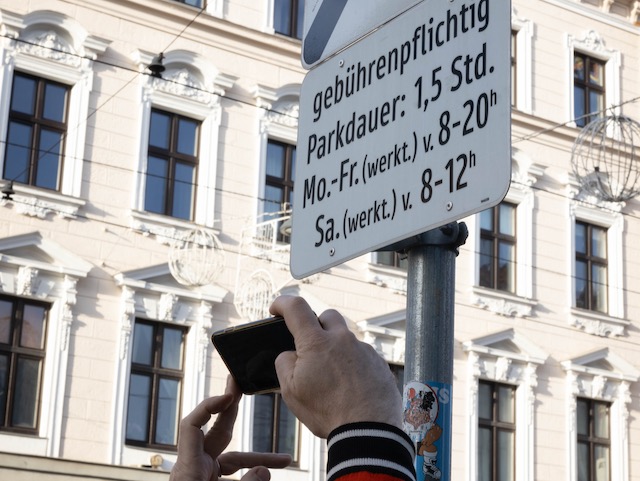 gebührenpflichtig
Parkdauer: 1,5 Std.
Mo.-Fr. (werkt.) v. 8-20h
Sa. (werkt.) v. 8-12h